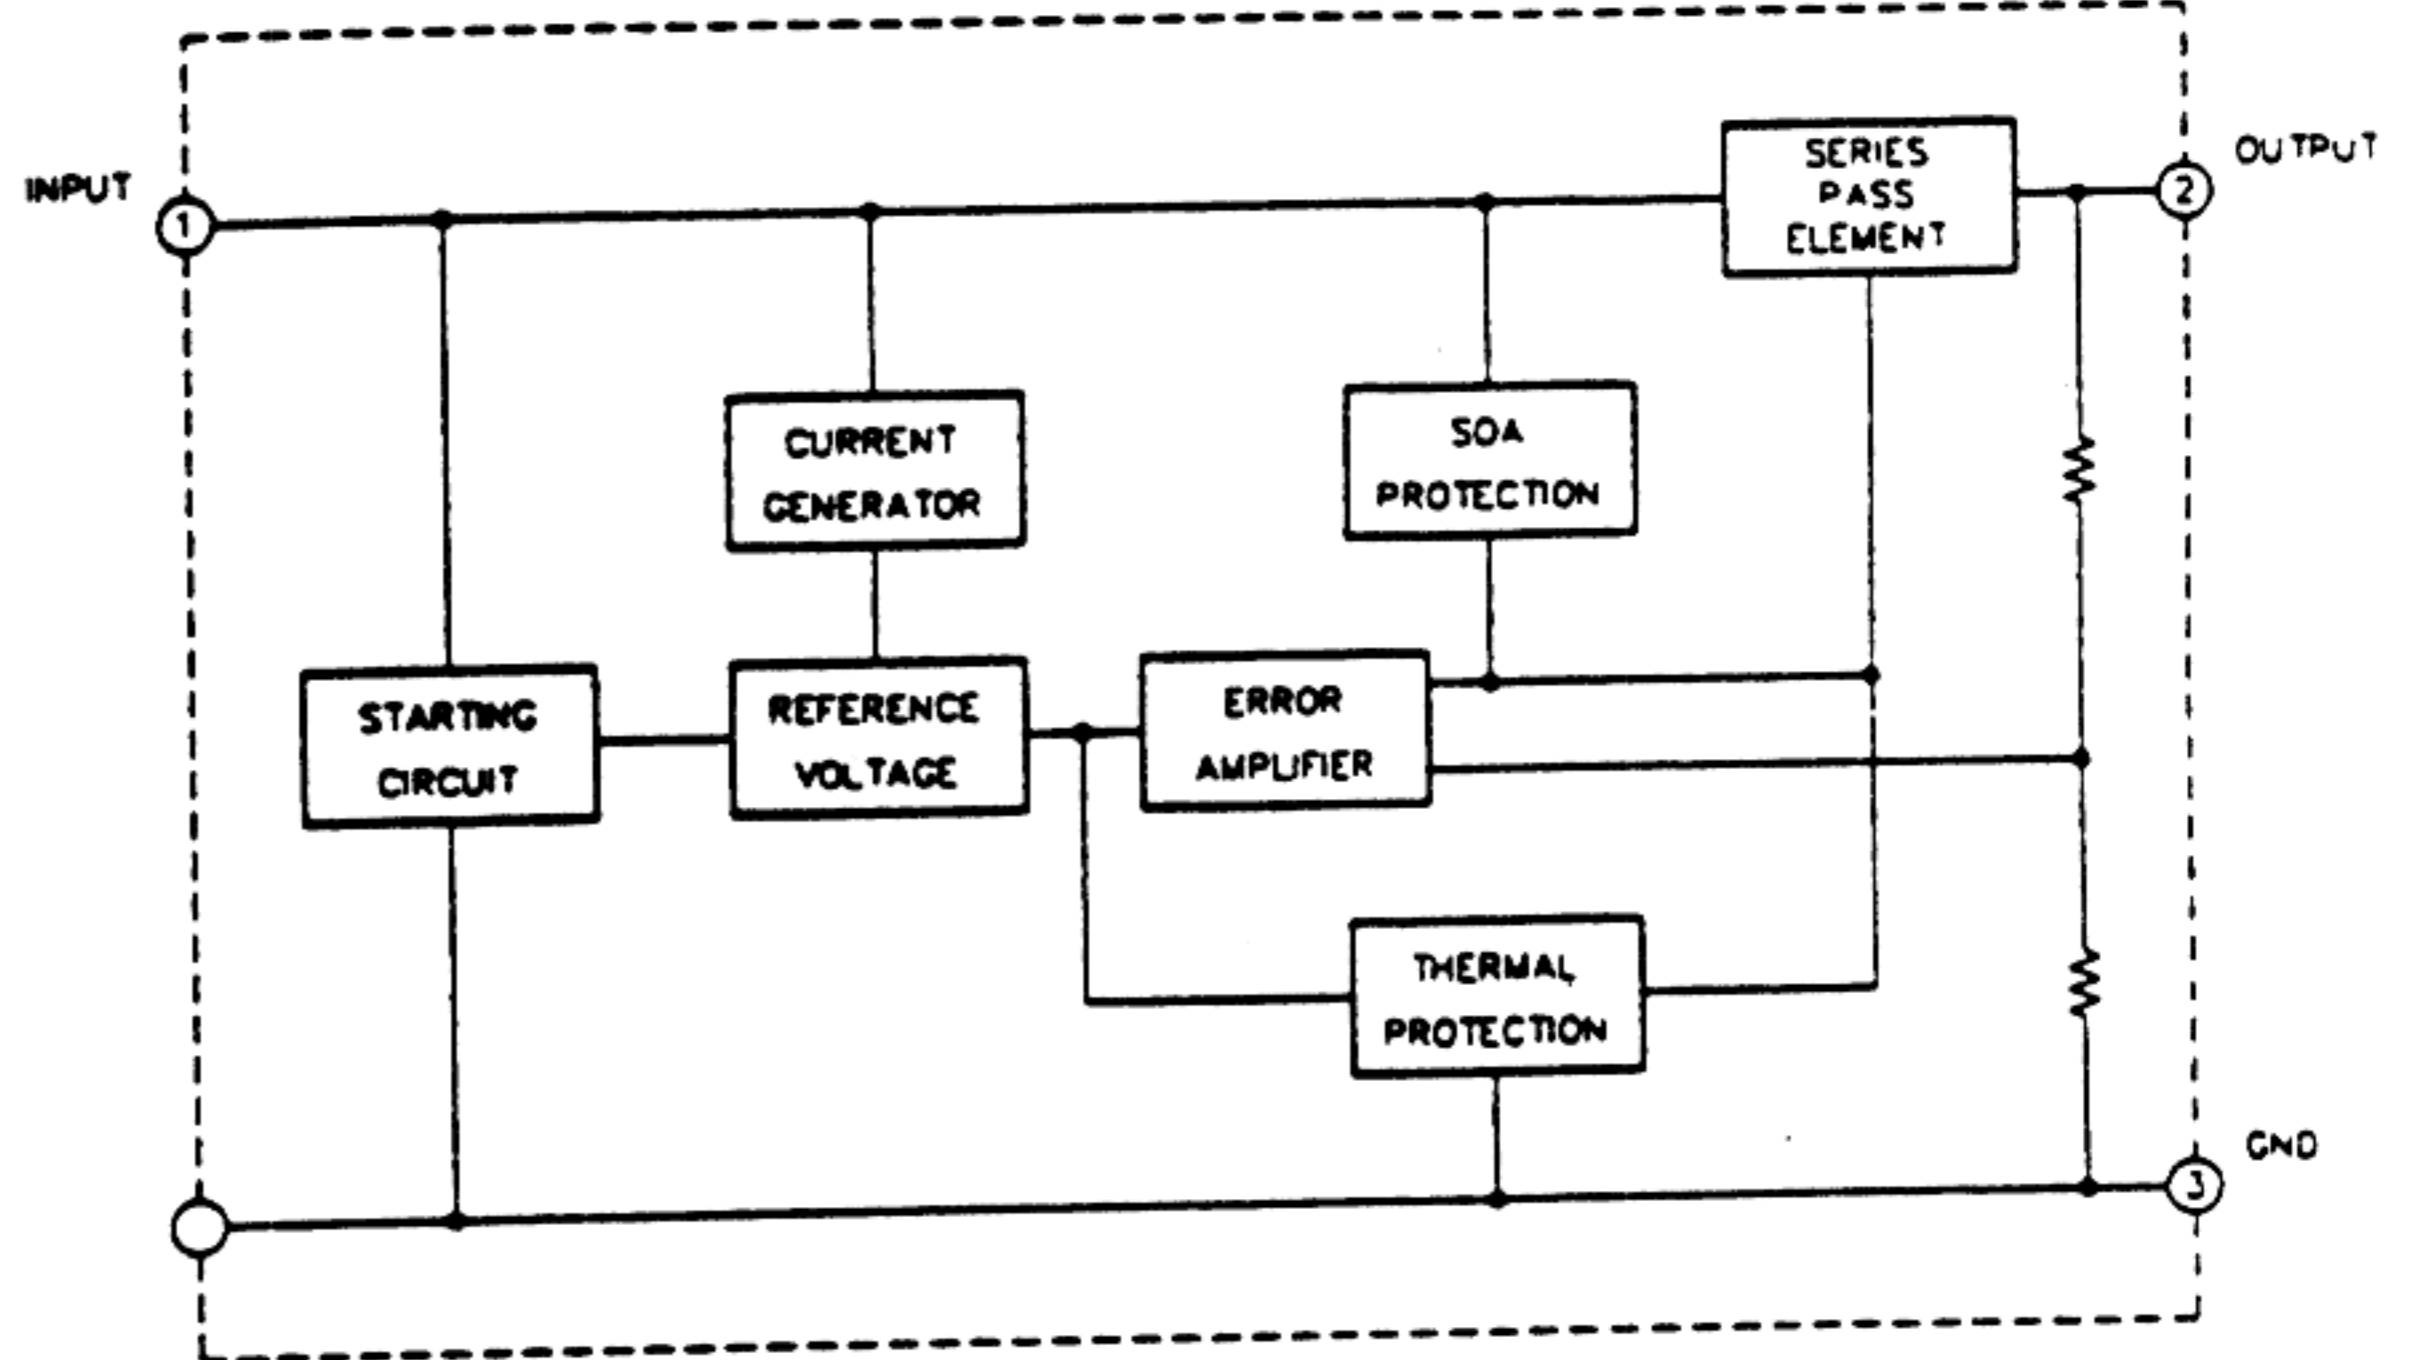 OUTPUT
SERIES
PASS
ELEMENT
INPUT
1
2
CURRENT
GENERATOR
SOA
PROTECTION
STARTING
CIRCUIT
REFERENCE
VOLTAGE
ERROR
AMPLIFIER
THERMAL
PROTECTION
GND
3